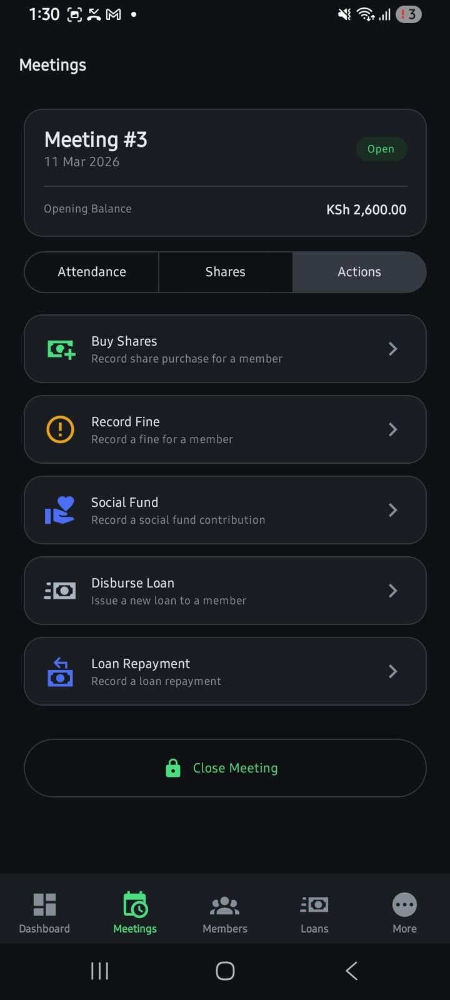 1:30
3
Meetings
Meeting #3
11 Mar 2026
Open
Opening Balance
KSh 2,600.00
Attendance
Shares
Actions
Buy Shares
Record share purchase for a member
Record Fine
Record a fine for a member
Social Fund
Record a social fund contribution
Disburse Loan
Issue a new loan to a member
Loan Repayment
Record a loan repayment
Close Meeting
Dashboard
Meetings
Members
Loans
More